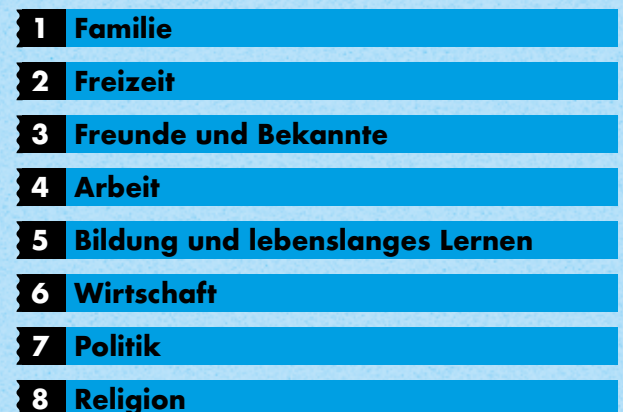 1 Familie
2 Freizeit
3 Freunde und Bekannte
4 Arbeit
5 Bildung und lebenslanges Lernen
6 Wirtschaft
7 Politik
8 Religion